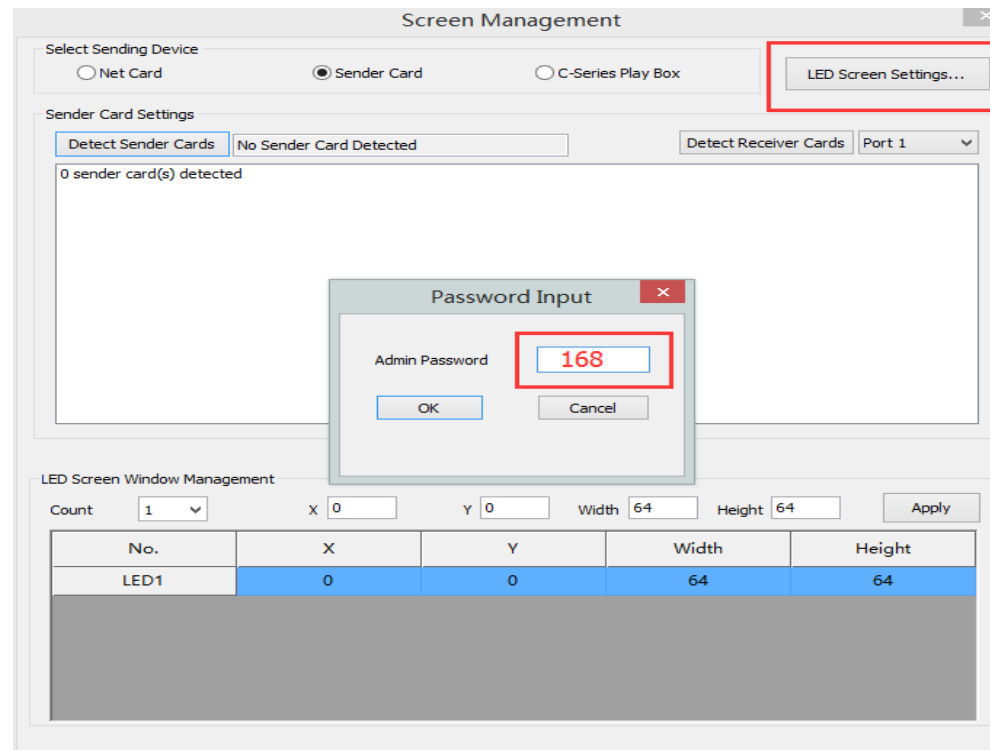 Screen Management
Select Sending Device
Net Card Sender Card C-Series Play Box
LED Screen Settings...
Sender Card Settings
Detect Sender Cards No Sender Card Detected Detect Receiver Cards Port 1
0 sender card(s) detected
Password Input
Admin Password 168
OK Cancel
LED Screen Window Management
Count 1 X 0 Y 0 Width 64 Height 64 Apply
No. X Y Width Height
LED1 0 0 64 64